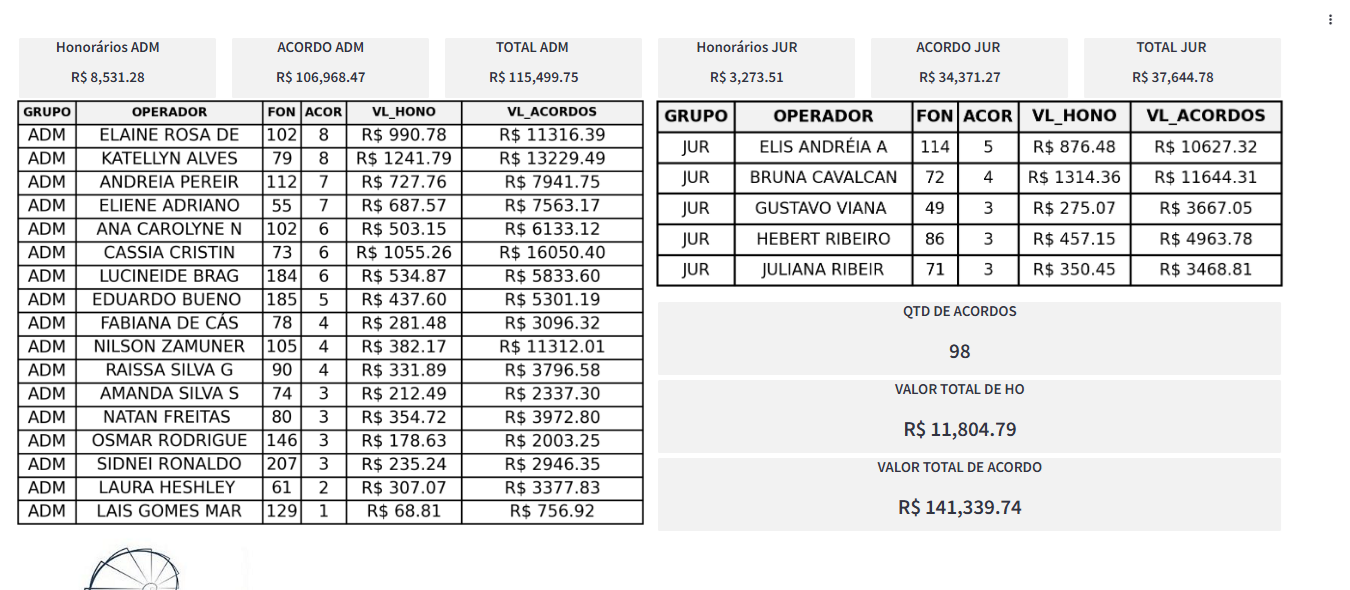 Honorários ADM
R$ 8,531.28
ACORDO ADM
R$ 106,968.47
TOTAL ADM
R$ 115,499.75
Honorários JUR
R$ 3,273.51
ACORDO JUR
R$ 34,371.27
TOTAL JUR
R$ 37,644.78
GRUPO OPERADOR FON ACOR VL_HONO VL_ACORDOS
ADM ELAINE ROSA DE 102 8 R$ 990.78 R$ 11316.39
ADM KATELLYN ALVES 79 8 R$ 1241.79 R$ 13229.49
ADM ANDREIA PEREIR 112 7 R$ 727.76 R$ 7941.75
ADM ELIENE ADRIANO 55 7 R$ 687.57 R$ 7563.17
ADM ANA CAROLYNE N 102 6 R$ 503.15 R$ 6133.12
ADM CASSIA CRISTIN 73 6 R$ 1055.26 R$ 16050.40
ADM LUCINEIDE BRAG 184 6 R$ 534.87 R$ 5833.60
ADM EDUARDO BUENO 185 5 R$ 437.60 R$ 5301.19
ADM FABIANA DE CÁS 78 4 R$ 281.48 R$ 3096.32
ADM NILSON ZAMUNER 105 4 R$ 382.17 R$ 11312.01
ADM RAISSA SILVA G 90 4 R$ 331.89 R$ 3796.58
ADM AMANDA SILVA S 74 3 R$ 212.49 R$ 2337.30
ADM NATAN FREITAS 80 3 R$ 354.72 R$ 3972.80
ADM OSMAR RODRIGUE 146 3 R$ 178.63 R$ 2003.25
ADM SIDNEI RONALDO 207 3 R$ 235.24 R$ 2946.35
ADM LAURA HESHLEY 61 2 R$ 307.07 R$ 3377.83
ADM LAIS GOMES MAR 129 1 R$ 68.81 R$ 756.92
GRUPO OPERADOR FON ACOR VL_HONO VL_ACORDOS
JUR ELIS ANDRÉIA A 114 5 R$ 876.48 R$ 10627.32
JUR BRUNA CAVALCAN 72 4 R$ 1314.36 R$ 11644.31
JUR GUSTAVO VIANA 49 3 R$ 275.07 R$ 3667.05
JUR HEBERT RIBEIRO 86 3 R$ 457.15 R$ 4963.78
JUR JULIANA RIBEIR 71 3 R$ 350.45 R$ 3468.81
QTD DE ACORDOS
98
VALOR TOTAL DE HO
R$ 11,804.79
VALOR TOTAL DE ACORDO
R$ 141,339.74